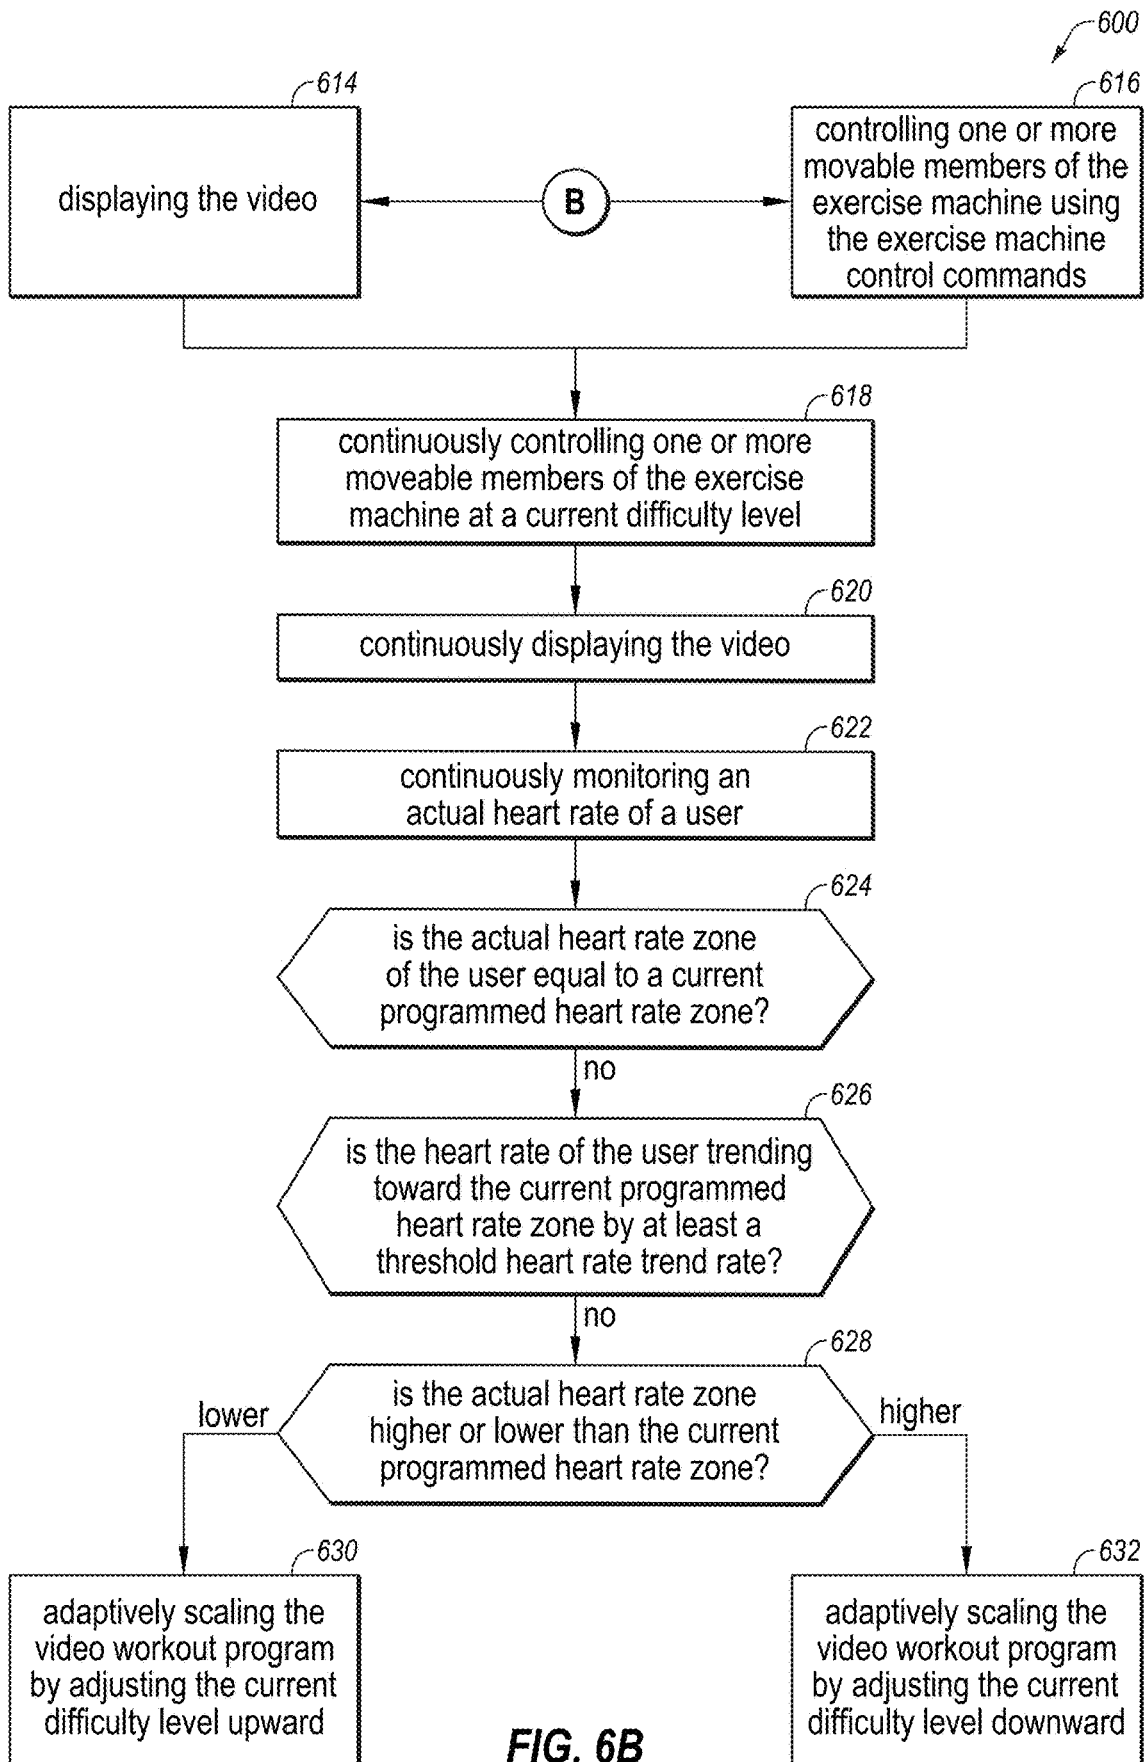 600
614
displaying the video
B
616
controlling one or more
movable members of the
exercise machine using
the exercise machine
control commands
618
continuously controlling one or more
moveable members of the exercise
machine at a current difficulty level
620
continuously displaying the video
622
continuously monitoring an
actual heart rate of a user
624
is the actual heart rate zone
of the user equal to a current
programmed heart rate zone?
no
626
is the heart rate of the user trending
toward the current programmed
heart rate zone by at least a
threshold heart rate trend rate?
no
628
is the actual heart rate zone
higher or lower than the current
programmed heart rate zone?
lower
higher
630
adaptively scaling the
video workout program
by adjusting the current
difficulty level upward
632
adaptively scaling the
video workout program
by adjusting the current
difficulty level downward
FIG. 6B